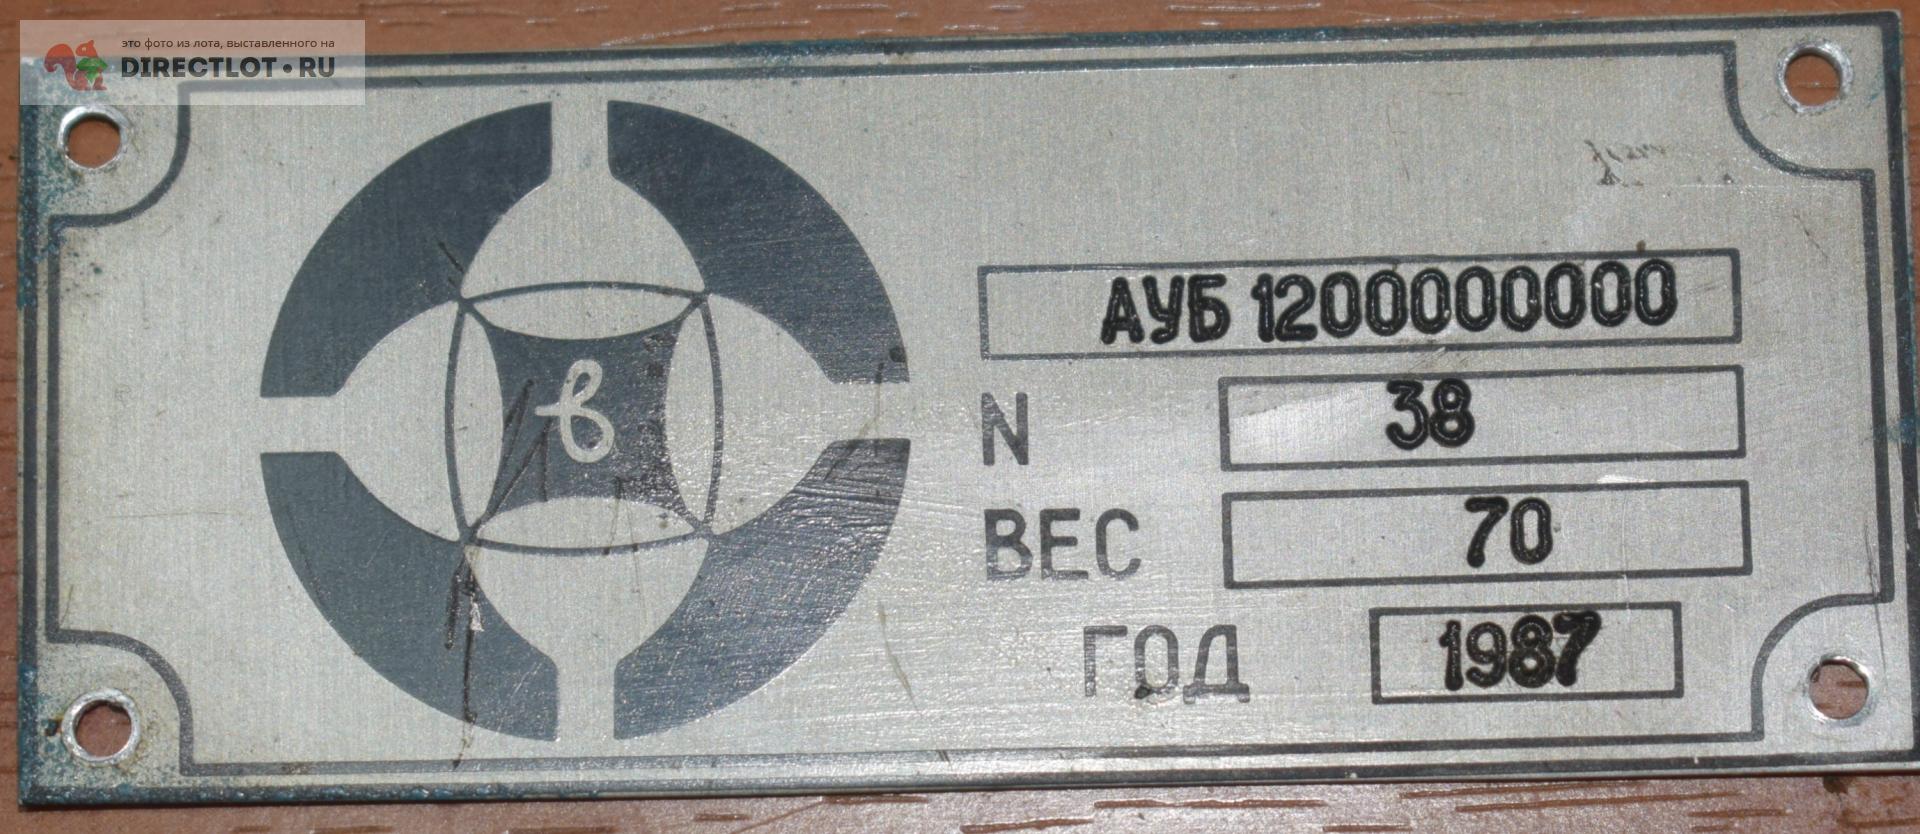 это фото из лота, выставленного на
DIRECTLOT • RU
в
АУБ 1200000000
N 38
ВЕС 70
ГОД 1987